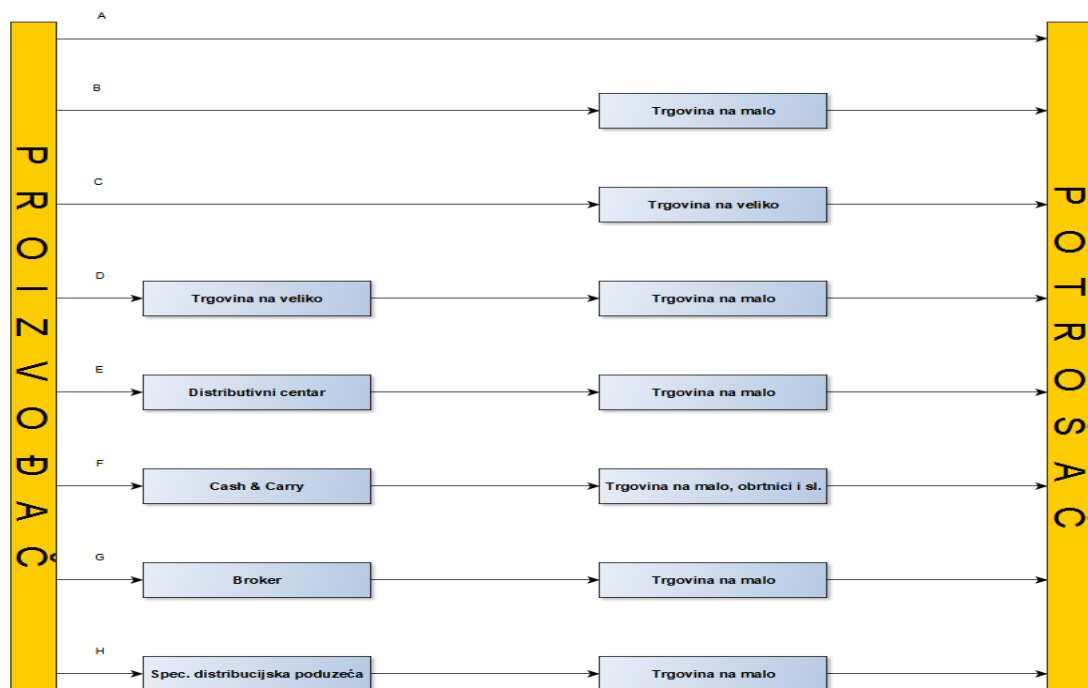 A
B
Trgovina na malo
C
Trgovina na veliko
D
Trgovina na veliko
Trgovina na malo
E
Distributivni centar
Trgovina na malo
F
Cash & Carry
Trgovina na malo, obrtnici i sl.
G
Broker
Trgovina na malo
H
Spec. distribucijska poduzeća
Trgovina na malo
PROIZVOĐAČ
POTROŠAČ